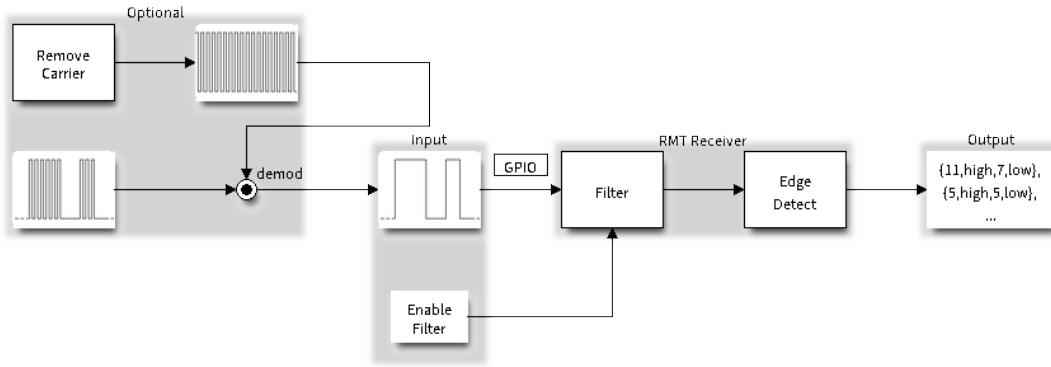 Optional
Remove
Carrier
demod
Input
GPIO
Enable
Filter
RMT Receiver
Filter
Edge
Detect
Output
{11,high,7,low},
{5,high,5,low},
...